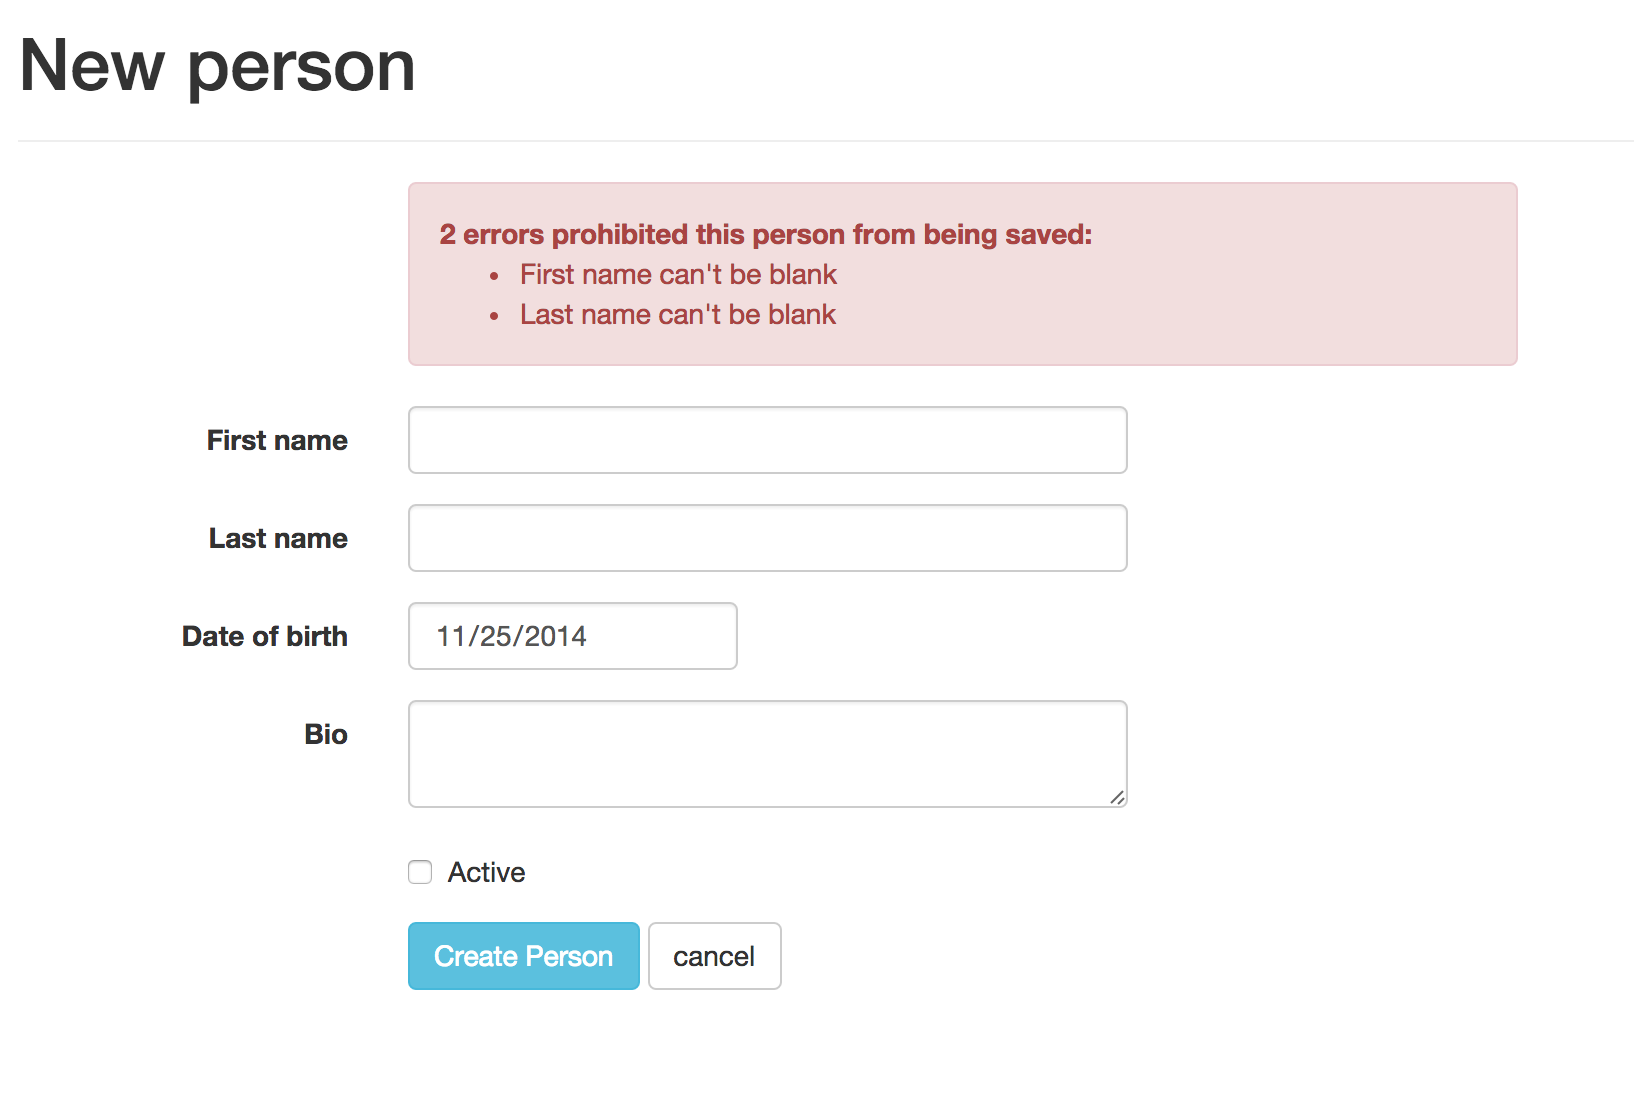 New person
2 errors prohibited this person from being saved:
• First name can't be blank
• Last name can't be blank
First name
Last name
Date of birth
11/25/2014
Bio
Active
Create Person
cancel